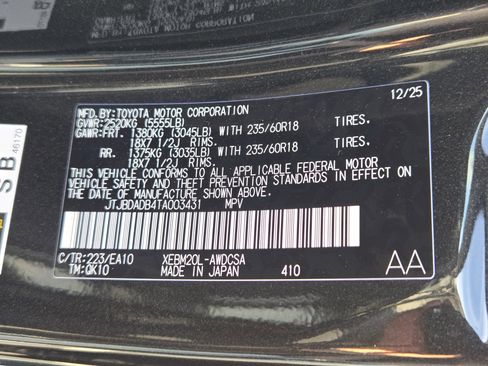 12/25
MFD. BY: TOYOTA MOTOR CORPORATION
GVWR: 2520KG (5555LB)
GAWR: FRT. 1380KG (3045LB) WITH 235/60R18 TIRES,
18X7 1/2J RIMS.
RR. 1375KG (3035LB) WITH 235/60R18 TIRES,
18X7 1/2J RIMS.
THIS VEHICLE CONFORMS TO ALL APPLICABLE FEDERAL MOTOR
VEHICLE SAFETY AND THEFT PREVENTION STANDARDS IN EFFECT ON
THE DATE OF MANUFACTURE SHOWN ABOVE.
JTJBDADB4TA003431 MPV
C/TR: 223/EA10 XEBM20L-AWDCSA
TM: QK10 MADE IN JAPAN 410 AA
46170
SB